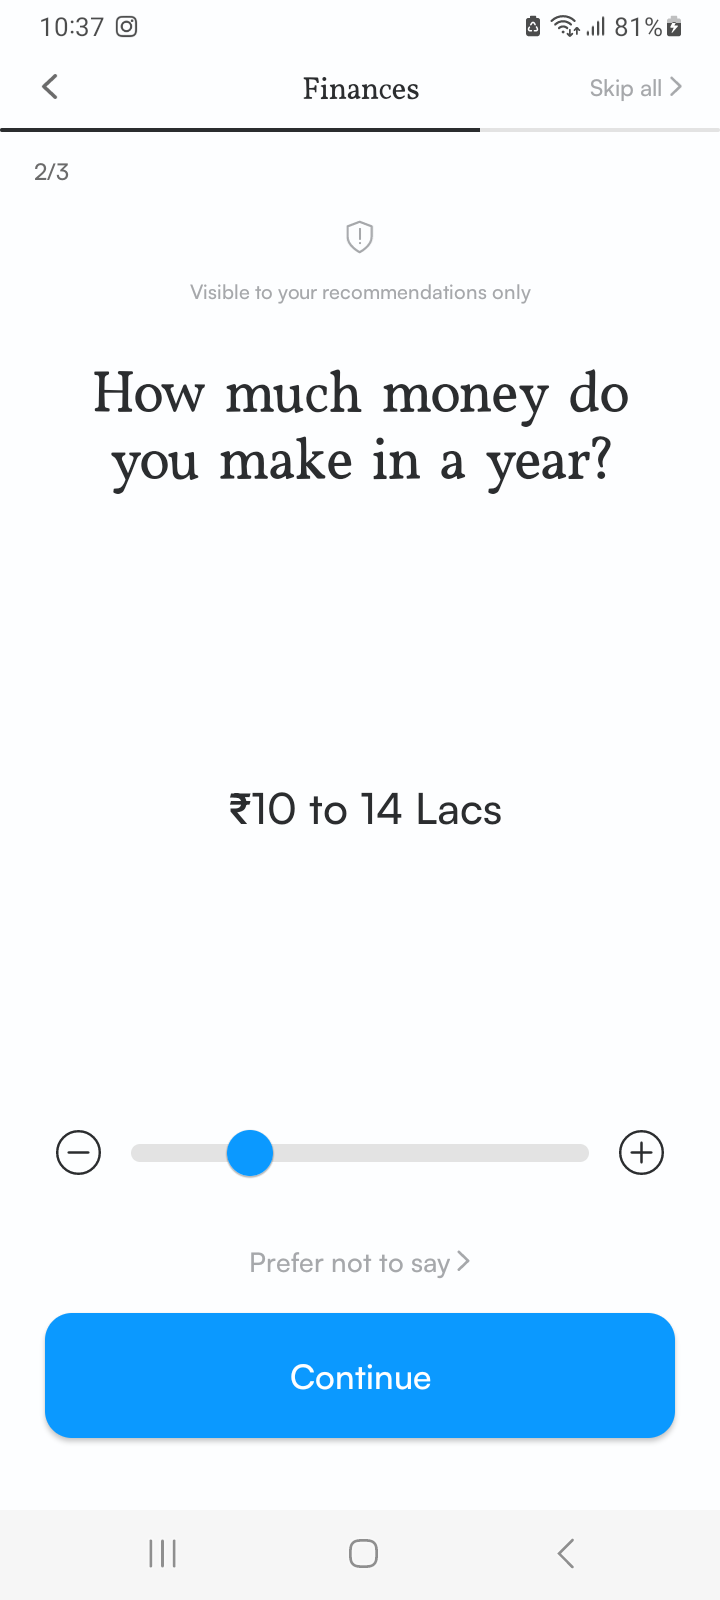 10:37
81%
Finances
Skip all
2/3
Visible to your recommendations only
How much money do
you make in a year?
₹10 to 14 Lacs
Prefer not to say
Continue